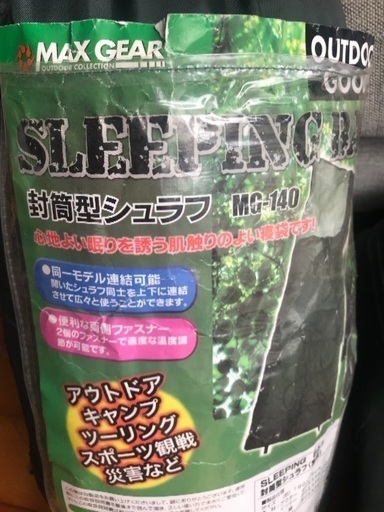 MAX GEAR
OUTDOOR COLLECTION
OUTDOO
GOO
SLEEPING BA
封筒型シュラフ MG-140
心地よい眠りを誘う肌触りのよい寝袋です!
●同一モデル連結可能
開いたシュラフ同士を上下に連結
させて広々と使うことができます。
●便利な両側ファスナー
2個のファスナーで適度な温度調
節が可能です。
アウトドア
キャンプ
ツーリング
スポーツ観戦
災害など
SLEEPING
封筒型シュラフ